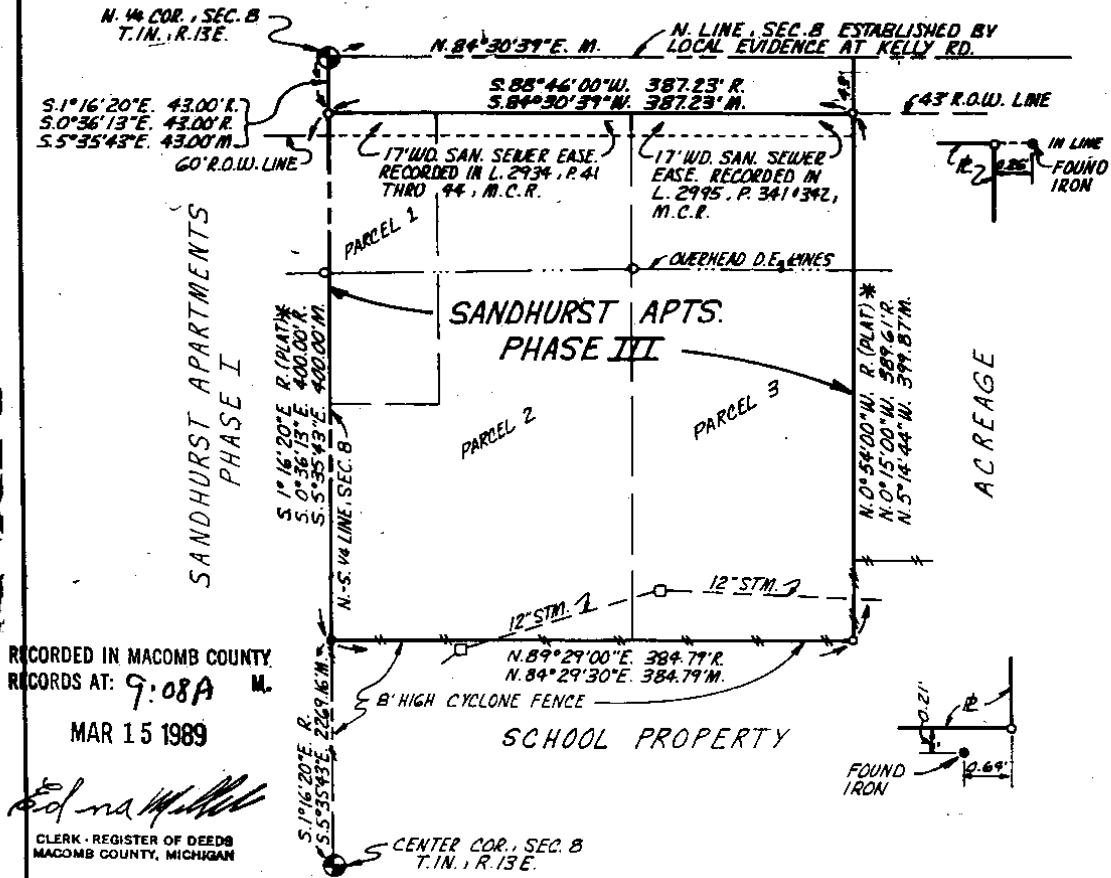 N. 1/4 COR., SEC. 8
T.1N., R.13E.
N.84°30'39"E. M.
N. LINE, SEC. 8 ESTABLISHED BY
LOCAL EVIDENCE AT KELLY RD.
S.88°46'00"W. 387.23' R.
S.84°30'39"W. 387.23' M.
43' R.O.W. LINE
S.1°16'20"E. 43.00' R.
S.0°36'13"E. 43.00' R.
S.5°35'43"E. 43.00' M.
60' R.O.W. LINE
17' WD. SAN. SEWER EASE.
RECORDED IN L. 2934, P. 41
THRO 44, M.C.R.
17' WD. SAN. SEWER
EASE. RECORDED IN
L. 2995, P. 341 & 342,
M.C.R.
IN LINE
FOUND
IRON
0.26'
PARCEL 1
OVERHEAD D.E. LINES
SANDHURST APARTMENTS
PHASE I
SANDHURST APTS.
PHASE III
S. 1°16'20"E R.(PLAT)*
S. 0°36'13"E. 400.00' R.
S. 5°35'43"E. 400.00' M.
N.-S. 1/4 LINE, SEC. 8
PARCEL 2
PARCEL 3
N.0°54'00"W. R.(PLAT)*
N.0°15'00"W. 389.61' R.
N.5°14'44"W. 399.87' M.
ACREAGE
12" STM.
12" STM.
N.89°29'00"E. 384.79' R.
N.84°29'30"E. 384.79' M.
8' HIGH CYCLONE FENCE
SCHOOL PROPERTY
RECORDED IN MACOMB COUNTY
RECORDS AT: 9:08A M.
MAR 15 1989
Edna Miller
CLERK - REGISTER OF DEEDS
MACOMB COUNTY, MICHIGAN
S.1°16'20"E. R.
S.5°35'43"E. 2269.16' M.
0.21'
FOUND
IRON
0.64'
CENTER COR., SEC. 8
T.1N., R.13E.